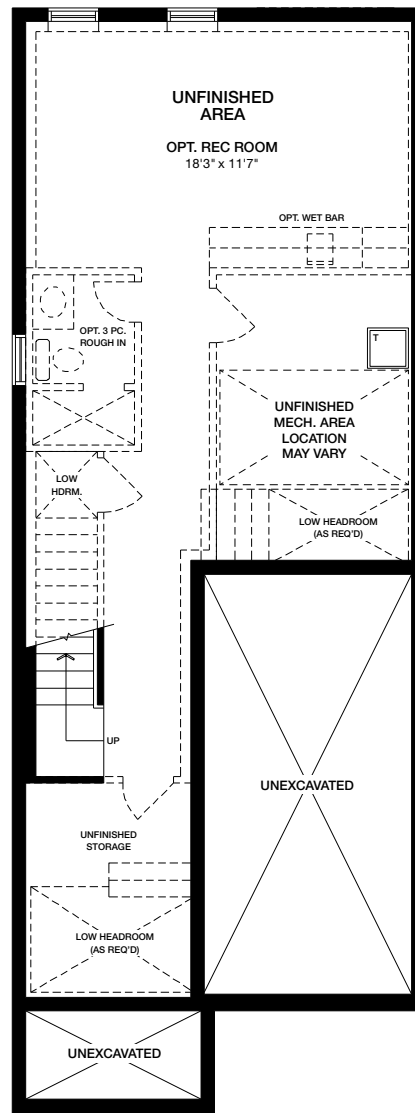 UNFINISHED
AREA
OPT. REC ROOM
18'3" x 11'7"
OPT. WET BAR
OPT. 3 PC.
ROUGH IN
T
UNFINISHED
MECH. AREA
LOCATION
MAY VARY
LOW
HDRM.
LOW HEADROOM
(AS REQ'D)
UP
UNEXCAVATED
UNFINISHED
STORAGE
LOW HEADROOM
(AS REQ'D)
UNEXCAVATED